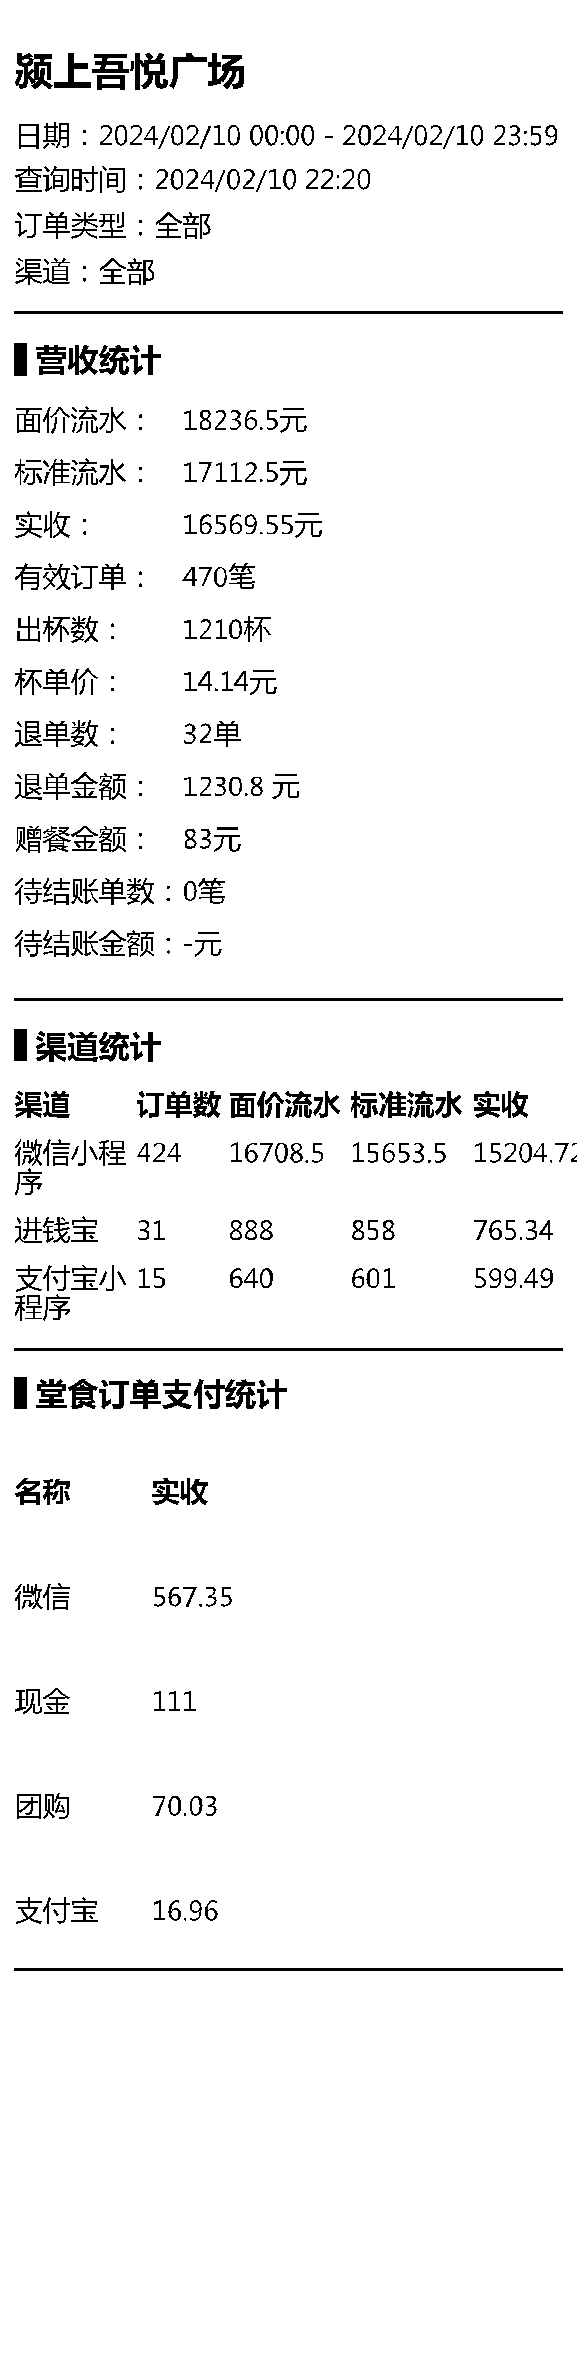 颍上吾悦广场
日期：2024/02/10 00:00 - 2024/02/10 23:59
查询时间：2024/02/10 22:20
订单类型：全部
渠道：全部
营收统计
面价流水： 18236.5元
标准流水： 17112.5元
实收： 16569.55元
有效订单： 470笔
出杯数： 1210杯
杯单价： 14.14元
退单数： 32单
退单金额： 1230.8 元
赠餐金额： 83元
待结账单数：0笔
待结账金额：-元
渠道统计
渠道 订单数 面价流水 标准流水 实收
微信小程 424 16708.5 15653.5 15204.72
序
进钱宝 31 888 858 765.34
支付宝小 15 640 601 599.49
程序
堂食订单支付统计
名称 实收
微信 567.35
现金 111
团购 70.03
支付宝 16.96